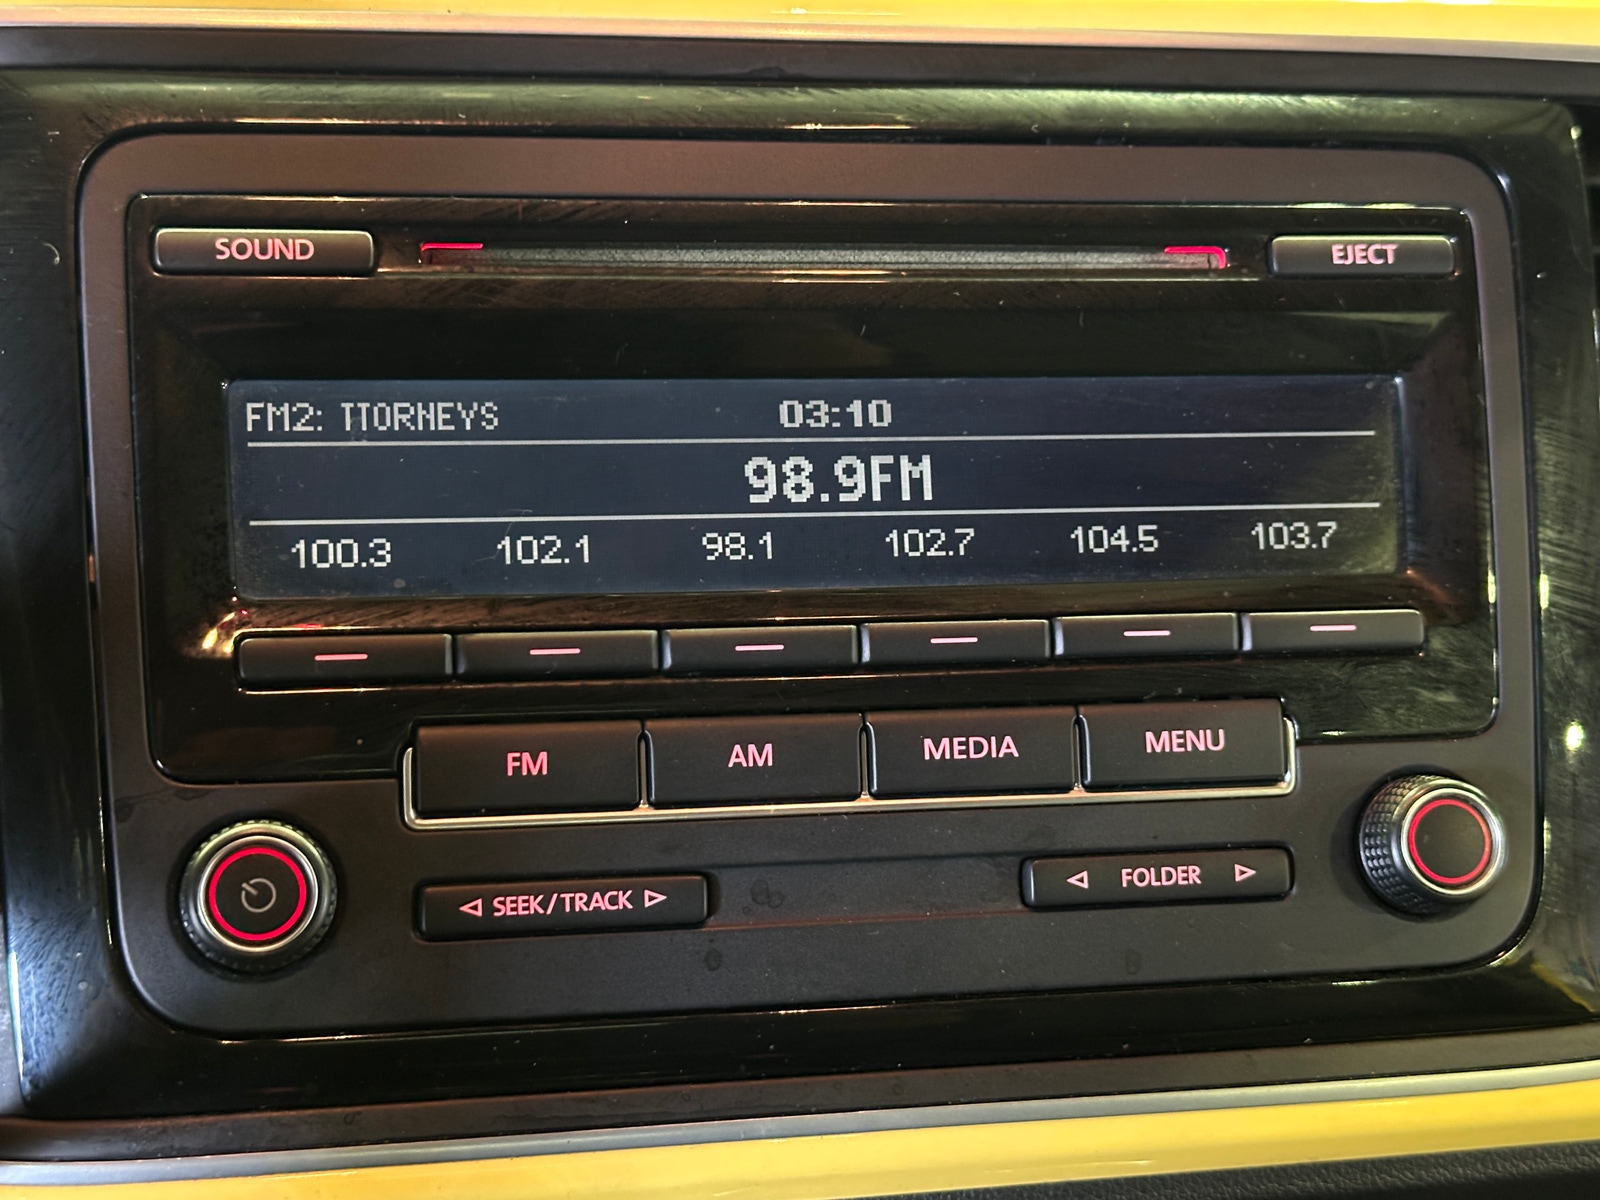 SOUND EJECT
FM2: TTORNEYS 03:10
98.9FM
100.3 102.1 98.1 102.7 104.5 103.7
FM AM MEDIA MENU
SEEK/TRACK FOLDER